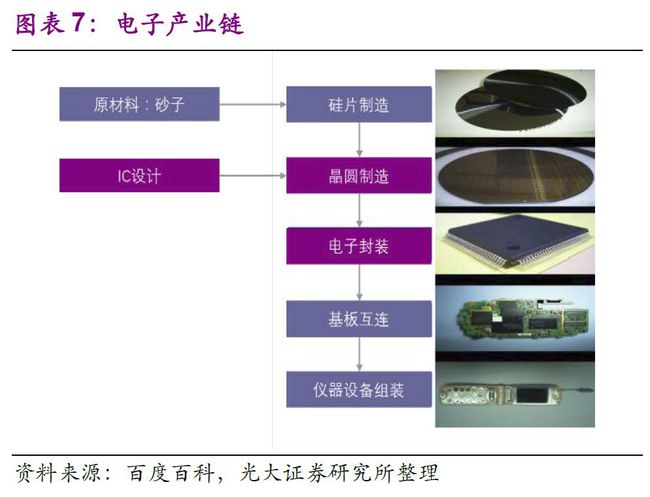 图表 7：电子产业链
原材料：砂子
硅片制造
IC设计
晶圆制造
电子封装
基板互连
仪器设备组装
资料来源：百度百科，光大证券研究所整理